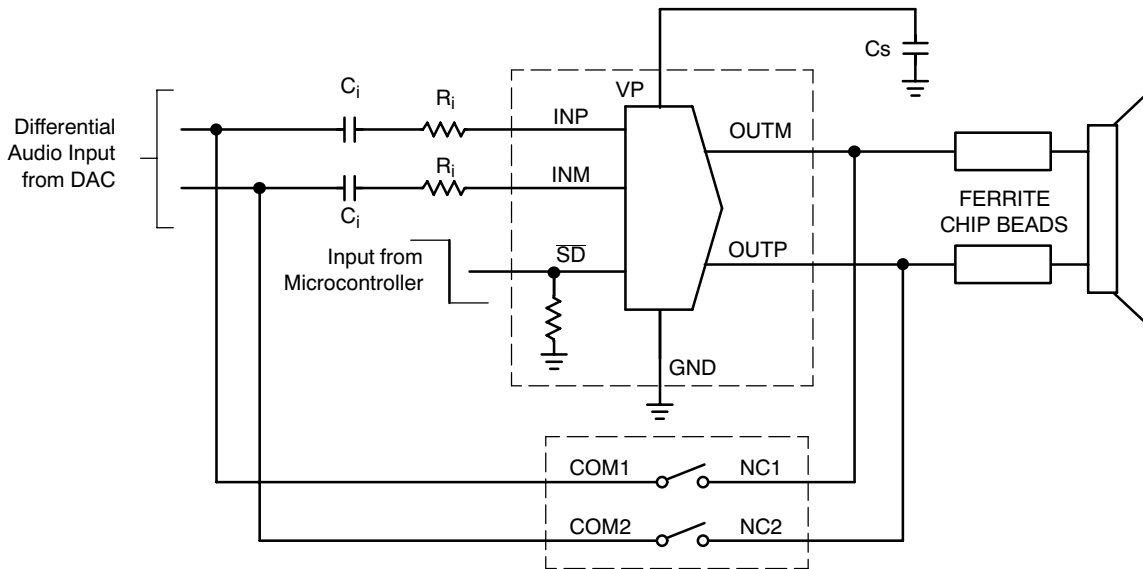 Differential
Audio Input
from DAC
Ci
Ri
INP
Ri
INM
Ci
Input from
Microcontroller
SD
VP
Cs
OUTM
OUTP
GND
FERRITE
CHIP BEADS
COM1
NC1
COM2
NC2